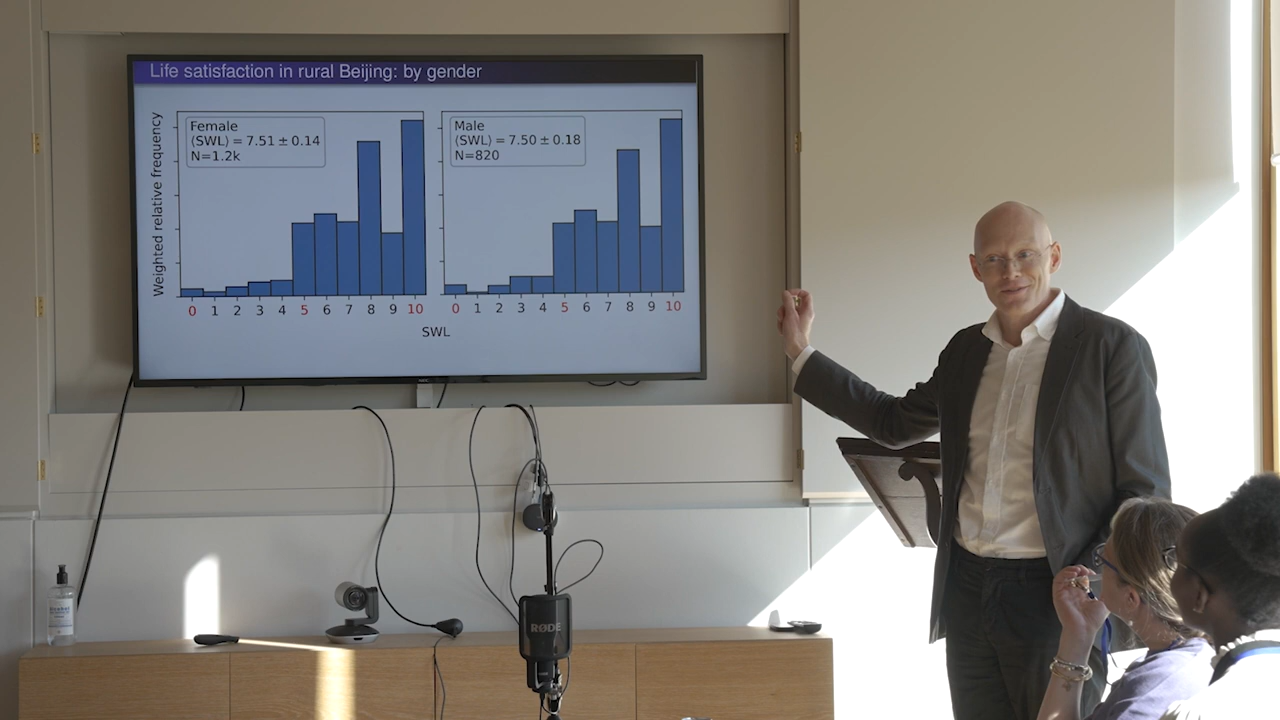 Life satisfaction in rural Beijing: by gender
Weighted relative frequency
Female
⟨SWL⟩ = 7.51 ± 0.14
N=1.2k
0 1 2 3 4 5 6 7 8 9 10
Male
⟨SWL⟩ = 7.50 ± 0.18
N=820
0 1 2 3 4 5 6 7 8 9 10
SWL
NEC
RØDE